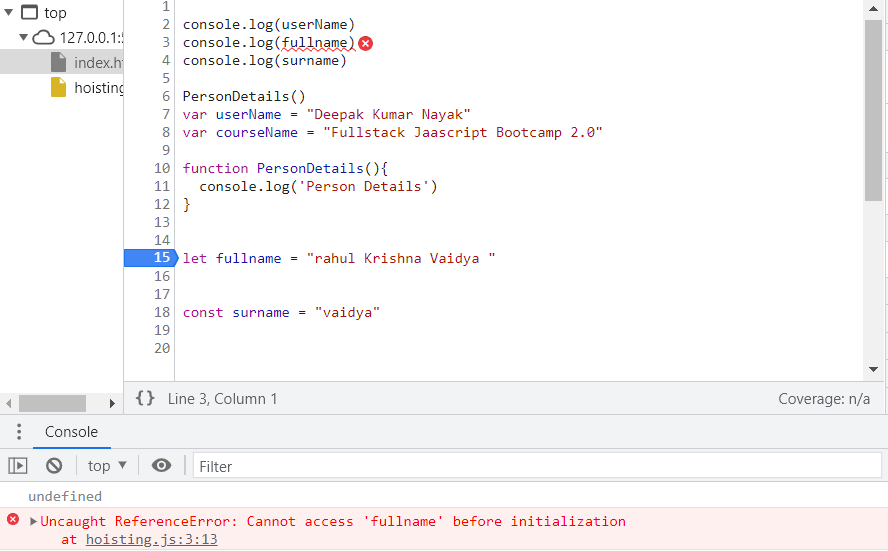 top
127.0.0.1:5
index.h
hoisting
1
2 console.log(userName)
3 console.log(fullname)
4 console.log(surname)
5
6 PersonDetails()
7 var userName = "Deepak Kumar Nayak"
8 var courseName = "Fullstack Jaascript Bootcamp 2.0"
9
10 function PersonDetails(){
11 console.log('Person Details')
12 }
13
14
15 let fullname = "rahul Krishna Vaidya "
16
17
18 const surname = "vaidya"
19
20
{} Line 3, Column 1 Coverage: n/a
Console
top Filter
undefined
Uncaught ReferenceError: Cannot access 'fullname' before initialization
at hoisting.js:3:13